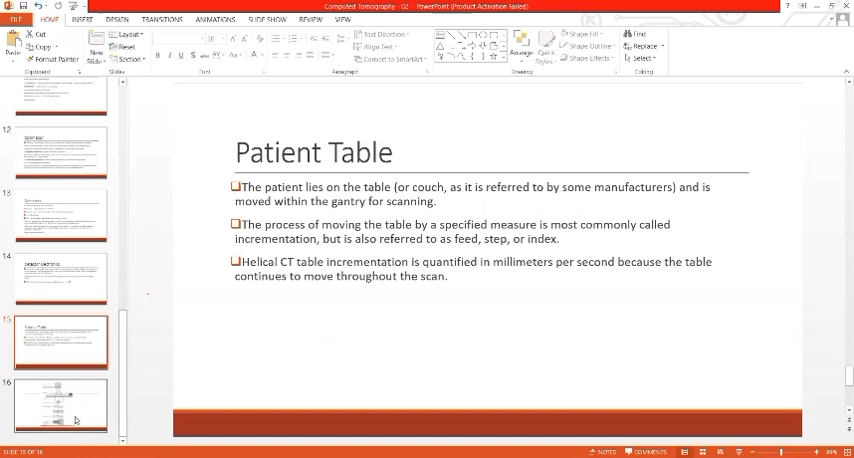 Computed Tomography - 02 - PowerPoint (Product Activation Failed)
FILE HOME INSERT DESIGN TRANSITIONS ANIMATIONS SLIDE SHOW REVIEW VIEW
Cut
Copy
Format Painter
Paste
Clipboard
New
Slide
Layout
Reset
Section
Slides
Font
Text Direction
Align Text
Convert to SmartArt
Paragraph
Arrange
Quick
Styles
Shape Fill
Shape Outline
Shape Effects
Drawing
Find
Replace
Select
Editing
12
13
14
Detector Electronics
15
Patient Table
16
Patient Table
The patient lies on the table (or couch, as it is referred to by some manufacturers) and is
moved within the gantry for scanning.
The process of moving the table by a specified measure is most commonly called
incrementation, but is also referred to as feed, step, or index.
Helical CT table incrementation is quantified in millimeters per second because the table
continues to move throughout the scan.
SLIDE 15 OF 16
NOTES
COMMENTS
89%